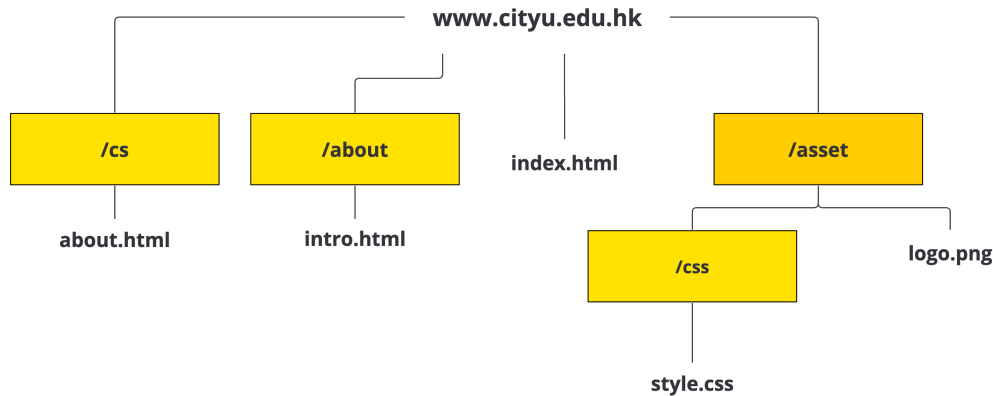 www.cityu.edu.hk
/cs
/about
index.html
/asset
about.html
intro.html
/css
logo.png
style.css